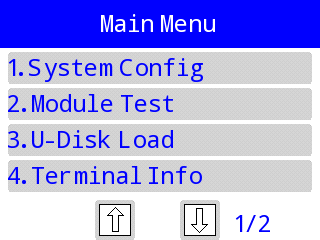 Main Menu
1.System Config
2.Module Test
3.U-Disk Load
4.Terminal Info
1/2